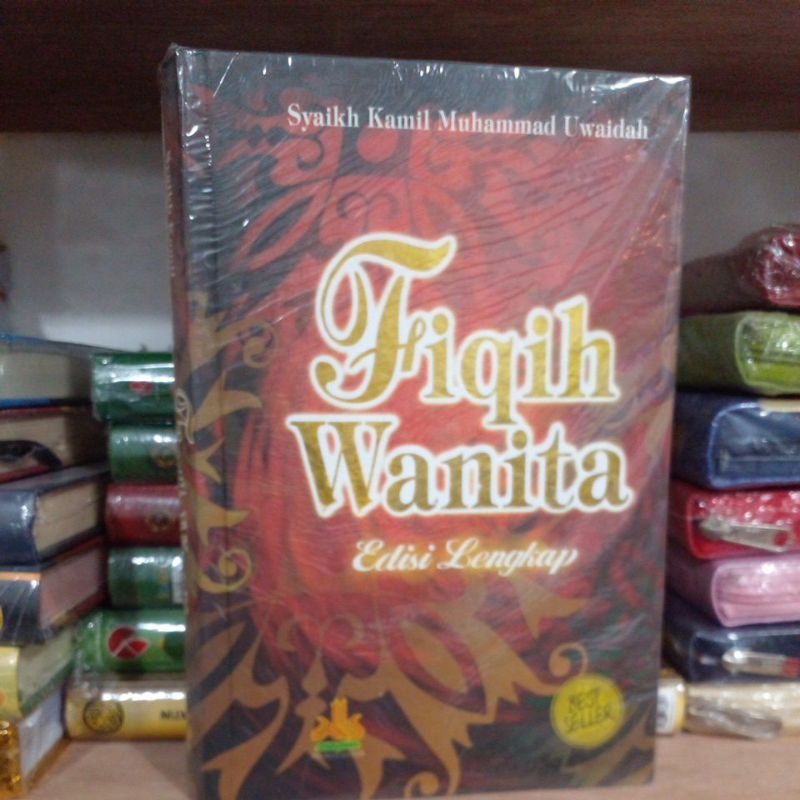 Syaikh Kamil Muhammad Uwaidah
Fiqih
Wanita
Edisi Lengkap
BEST
SELLER